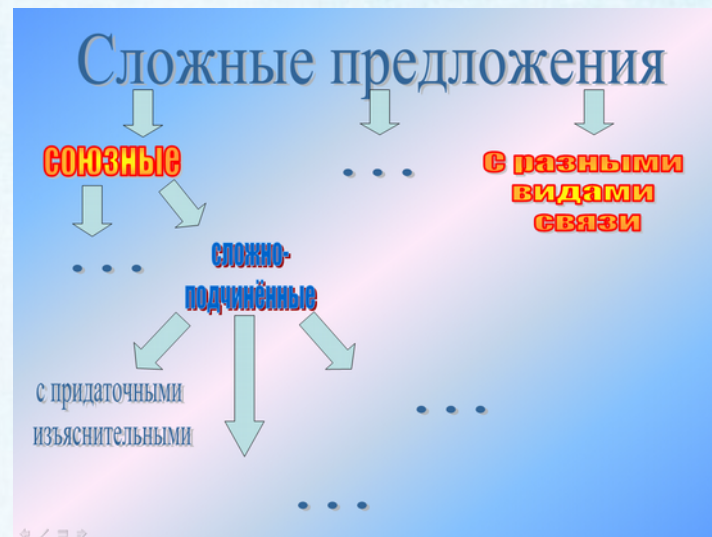 Сложные предложения
союзные
. . .
С разными
видами
связи
. . .
сложно-
подчинённые
с придаточными
изъяснительными
. . .
. . .